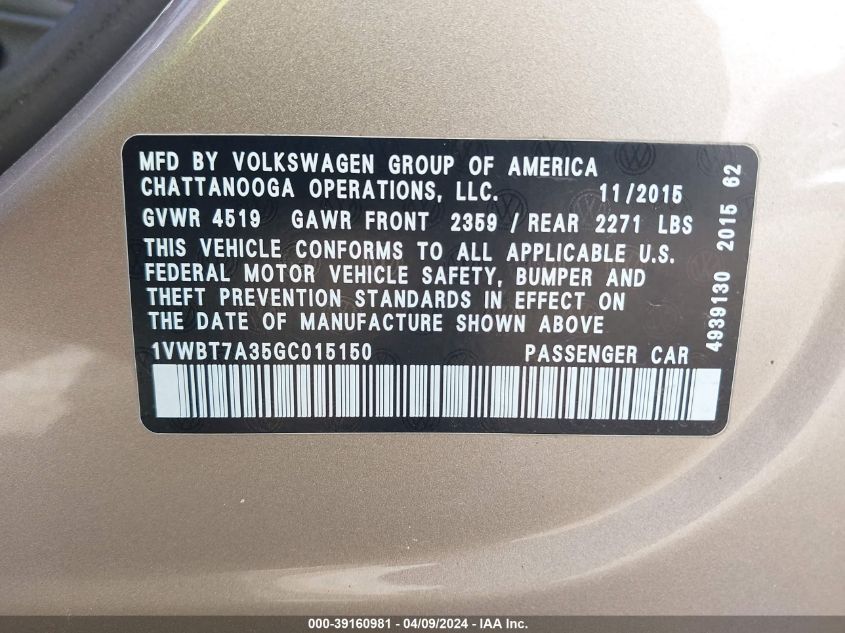 MFD BY VOLKSWAGEN GROUP OF AMERICA
CHATTANOOGA OPERATIONS, LLC. 11/2015
GVWR 4519 GAWR FRONT 2359 / REAR 2271 LBS
THIS VEHICLE CONFORMS TO ALL APPLICABLE U.S.
FEDERAL MOTOR VEHICLE SAFETY, BUMPER AND
THEFT PREVENTION STANDARDS IN EFFECT ON
THE DATE OF MANUFACTURE SHOWN ABOVE
1VWBT7A35GC015150 PASSENGER CAR
4939130 2015 62
000-39160981 - 04/09/2024 - IAA Inc.